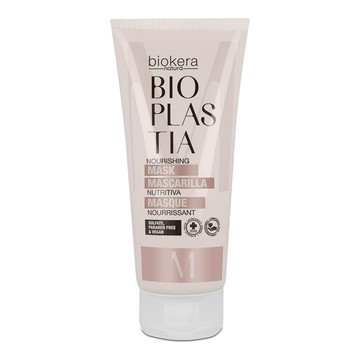 biokera
natura
BIO
PLAS
TIA
NOURISHING
MASK
MASCARILLA
NUTRITIVA
MASQUE
NOURRISSANT
SULFATE,
PARABEN FREE
& VEGAN
M